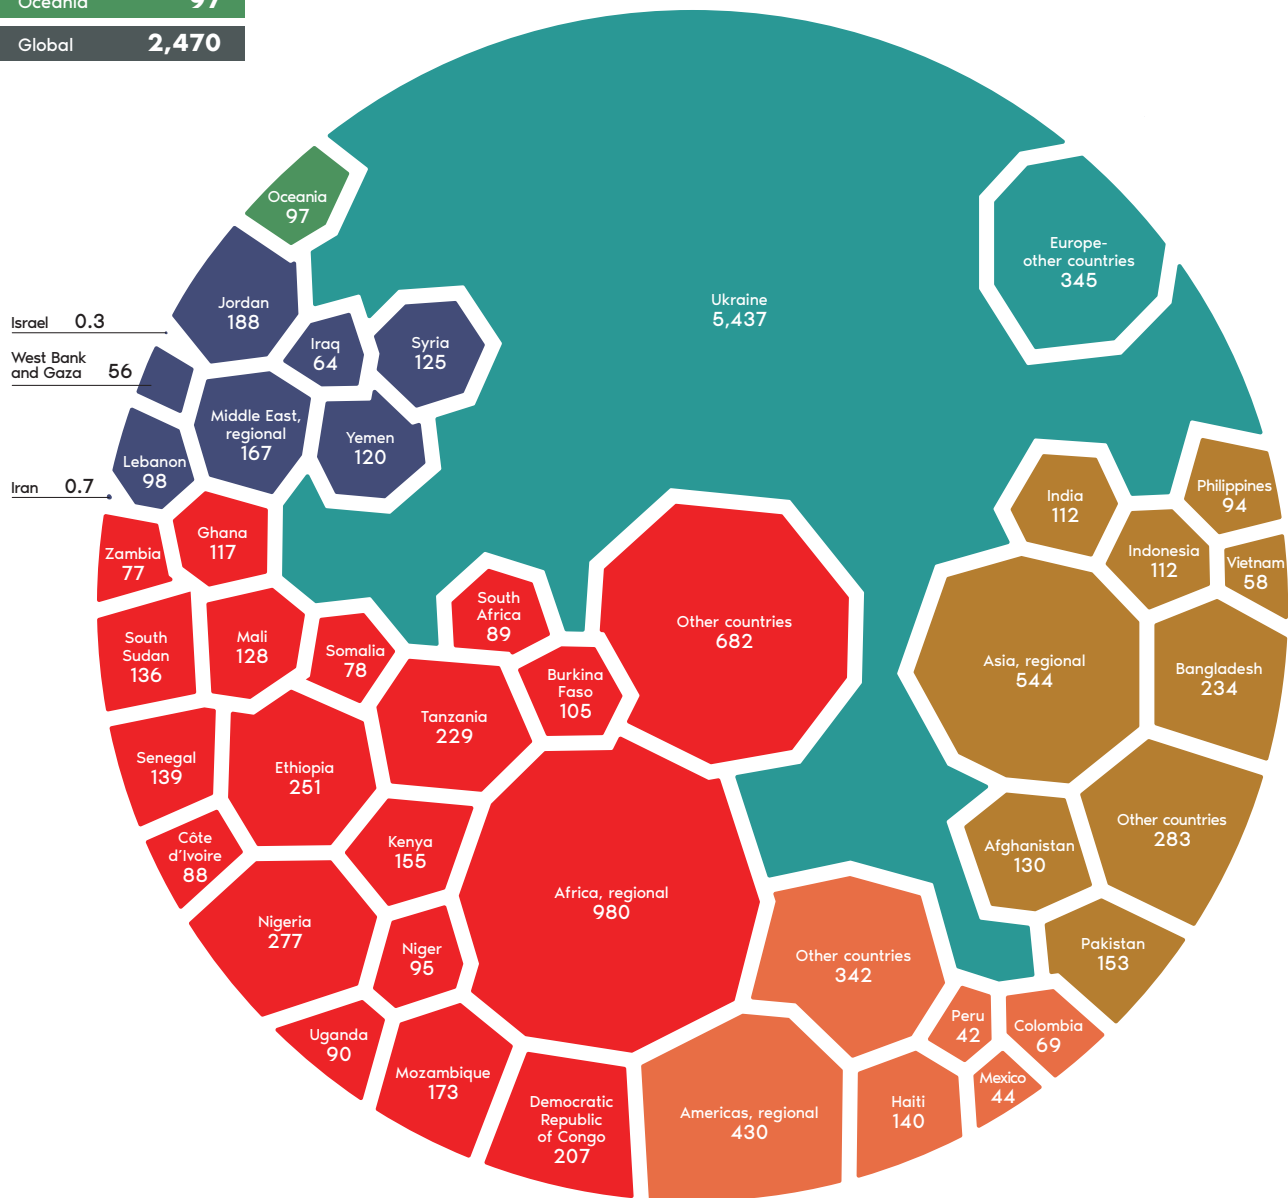 Oceania 97
Global 2,470
Oceania
97
Jordan
188
Israel 0.3
West Bank
and Gaza 56
Iran 0.7
Iraq
64
Syria
125
Middle East,
regional
167
Yemen
120
Lebanon
98
Ukraine
5,437
Europe-
other countries
345
Ghana
117
Zambia
77
South
Sudan
136
Mali
128
Somalia
78
South
Africa
89
Burkina
Faso
105
Other countries
682
Tanzania
229
Senegal
139
Ethiopia
251
Côte
d’Ivoire
88
Kenya
155
Africa, regional
980
Nigeria
277
Niger
95
Uganda
90
Mozambique
173
Democratic
Republic
of Congo
207
India
112
Philippines
94
Indonesia
112
Vietnam
58
Asia, regional
544
Bangladesh
234
Other countries
283
Afghanistan
130
Pakistan
153
Other countries
342
Peru
42
Colombia
69
Mexico
44
Americas, regional
430
Haiti
140